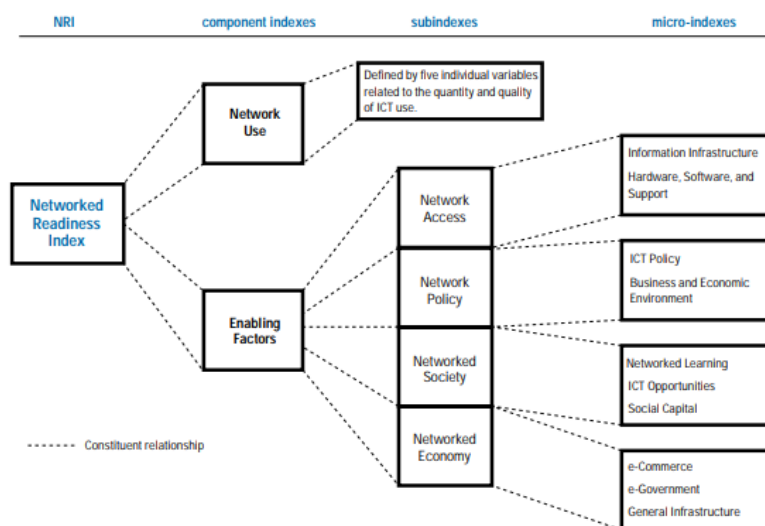 NRI
component indexes
subindexes
micro-indexes
Network
Use
Defined by five individual variables
related to the quantity and quality
of ICT use.
Networked
Readiness
Index
Enabling
Factors
Network
Access
Network
Policy
Networked
Society
Networked
Economy
Information Infrastructure
Hardware, Software, and
Support
ICT Policy
Business and Economic
Environment
Networked Learning
ICT Opportunities
Social Capital
e-Commerce
e-Government
General Infrastructure
Constituent relationship